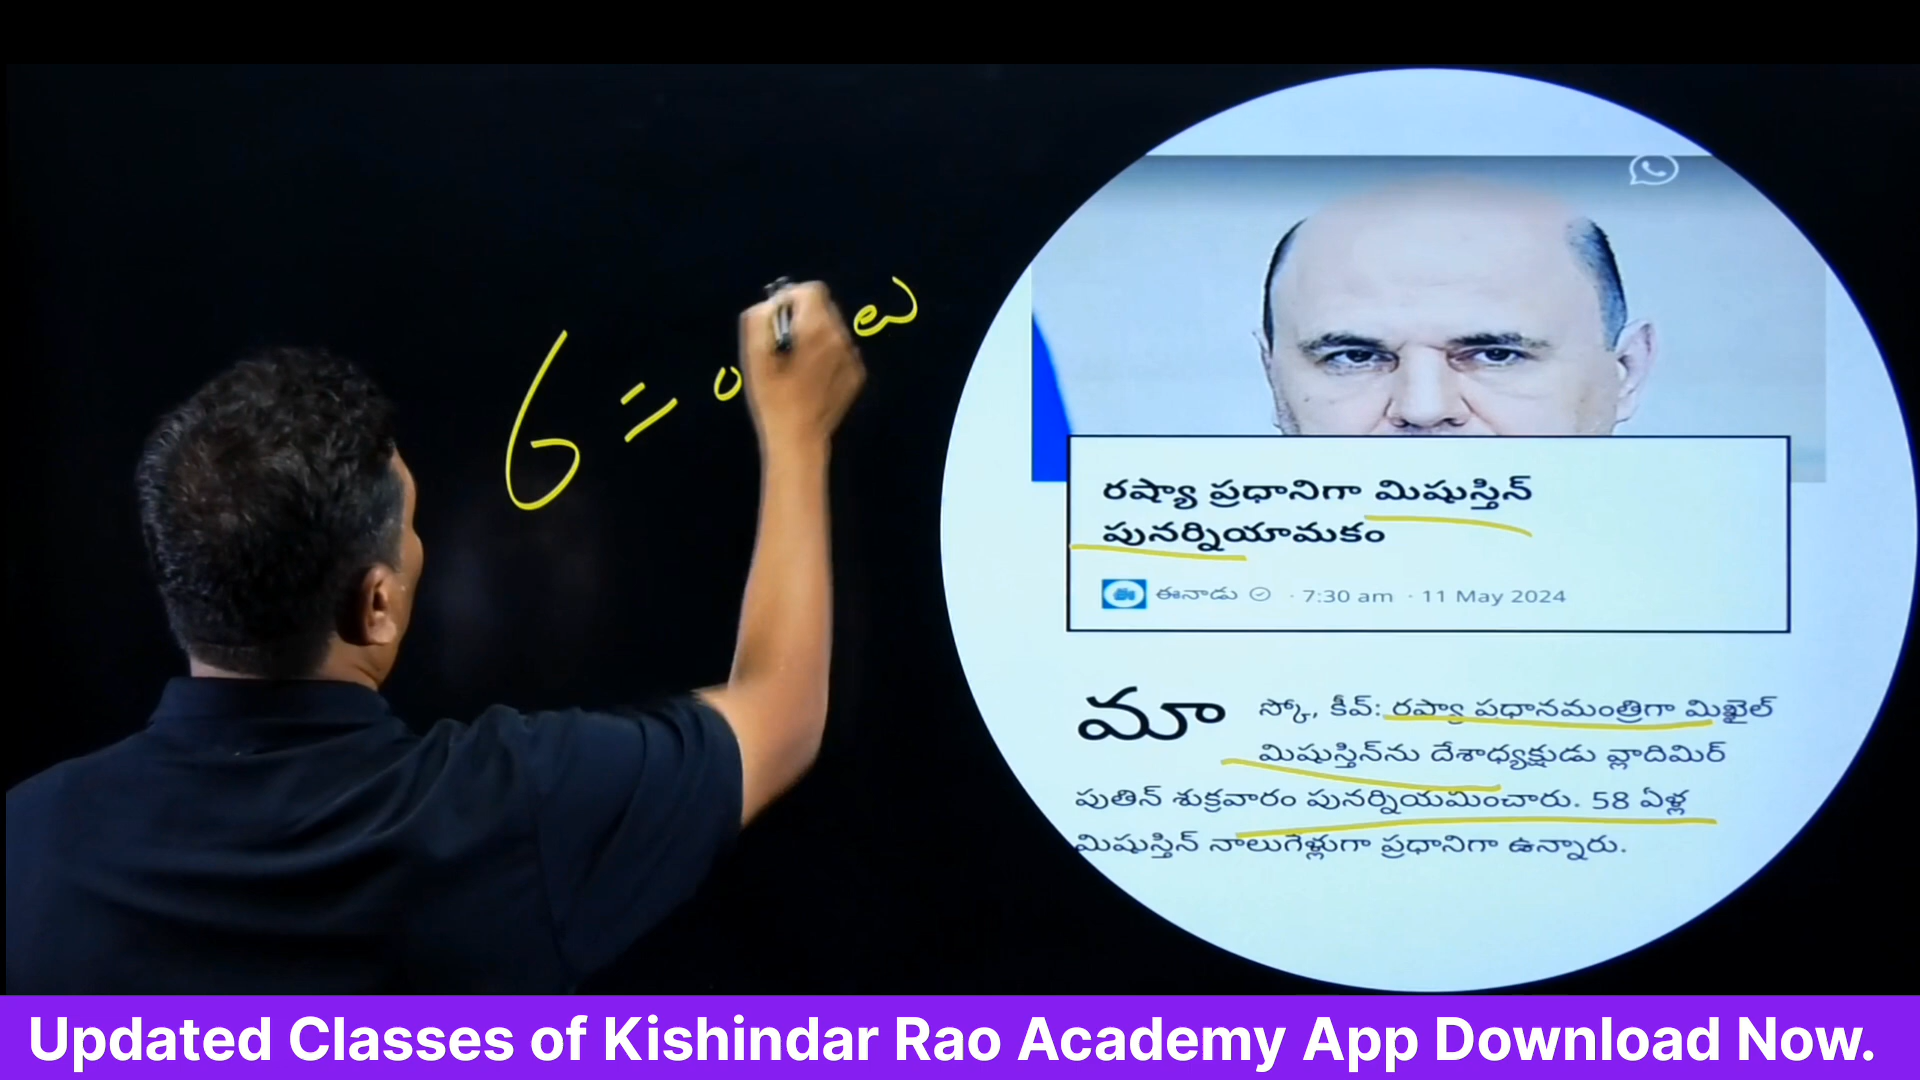 6 =
రష్యా ప్రధానిగా మిషుస్తిన్
పునర్నియామకం
ఈనాడు · 7:30 am · 11 May 2024
మాస్కో, కీవ్: రష్యా ప్రధానమంత్రిగా మిఖైల్
మిషుస్తిన్‌ను దేశాధ్యక్షుడు వ్లాదిమిర్
పుతిన్ శుక్రవారం పునర్నియమించారు. 58 ఏళ్ల
మిషుస్తిన్ నాలుగేళ్లుగా ప్రధానిగా ఉన్నారు.
Updated Classes of Kishindar Rao Academy App Download Now.